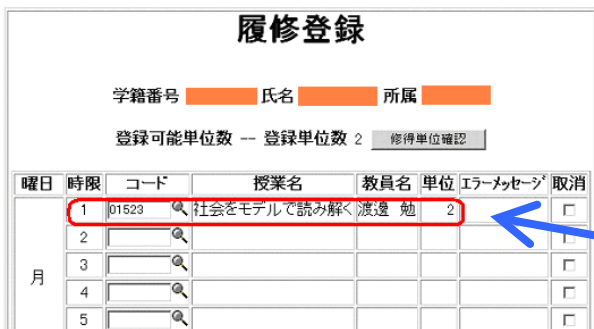 履修登録
学籍番号 氏名 所属
登録可能単位数 -- 登録単位数 2 修得単位確認
曜日 時限 コード 授業名 教員名 単位 エラーメッセージ 取消
月 1 01523 社会をモデルで読み解く 渡邊 勉 2
2
3
4
5